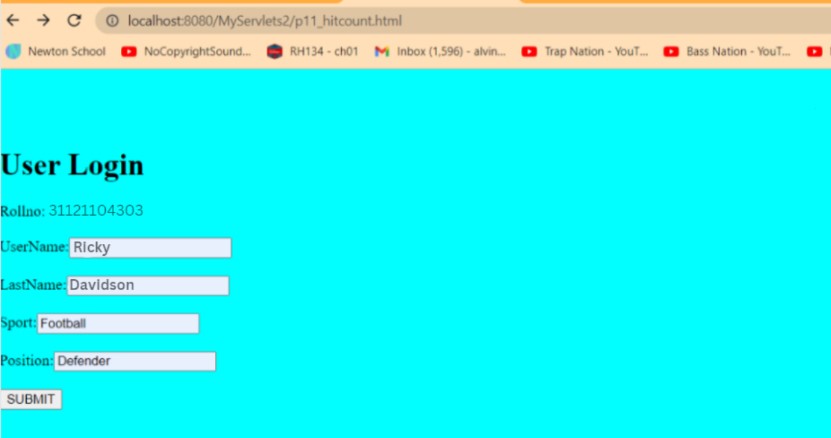 localhost:8080/MyServlets2/p11_hitcount.html
Newton School NoCopyrightSound... RH134 - ch01 Inbox (1,596) - alvin... Trap Nation - YouT... Bass Nation - YouT...
User Login
Rollno: 31121104303
UserName: Ricky
LastName: Davidson
Sport: Football
Position: Defender
SUBMIT